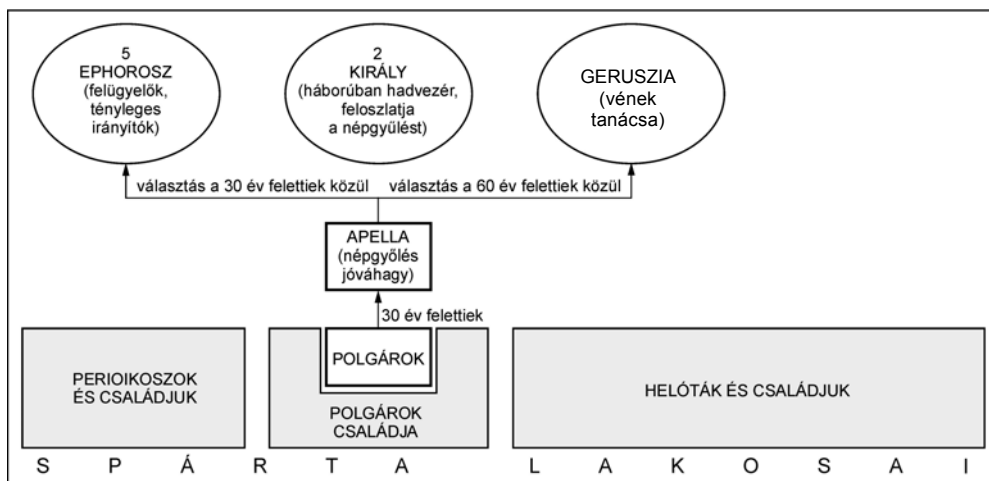 5
EPHOROSZ
(felügyelők,
tényleges
irányítók)
2
KIRÁLY
(háborúban hadvezér,
feloszlatja
a népgyűlést)
GERUSZIA
(vének
tanácsa)
választás a 30 év felettiek közül
választás a 60 év felettiek közül
APELLA
(népgyőlés
jóváhagy)
30 év felettiek
PERIOIKOSZOK
ÉS CSALÁDJUK
POLGÁROK
POLGÁROK
CSALÁDJA
HELÓTÁK ÉS CSALÁDJUK
S P Á R T A L A K O S A I